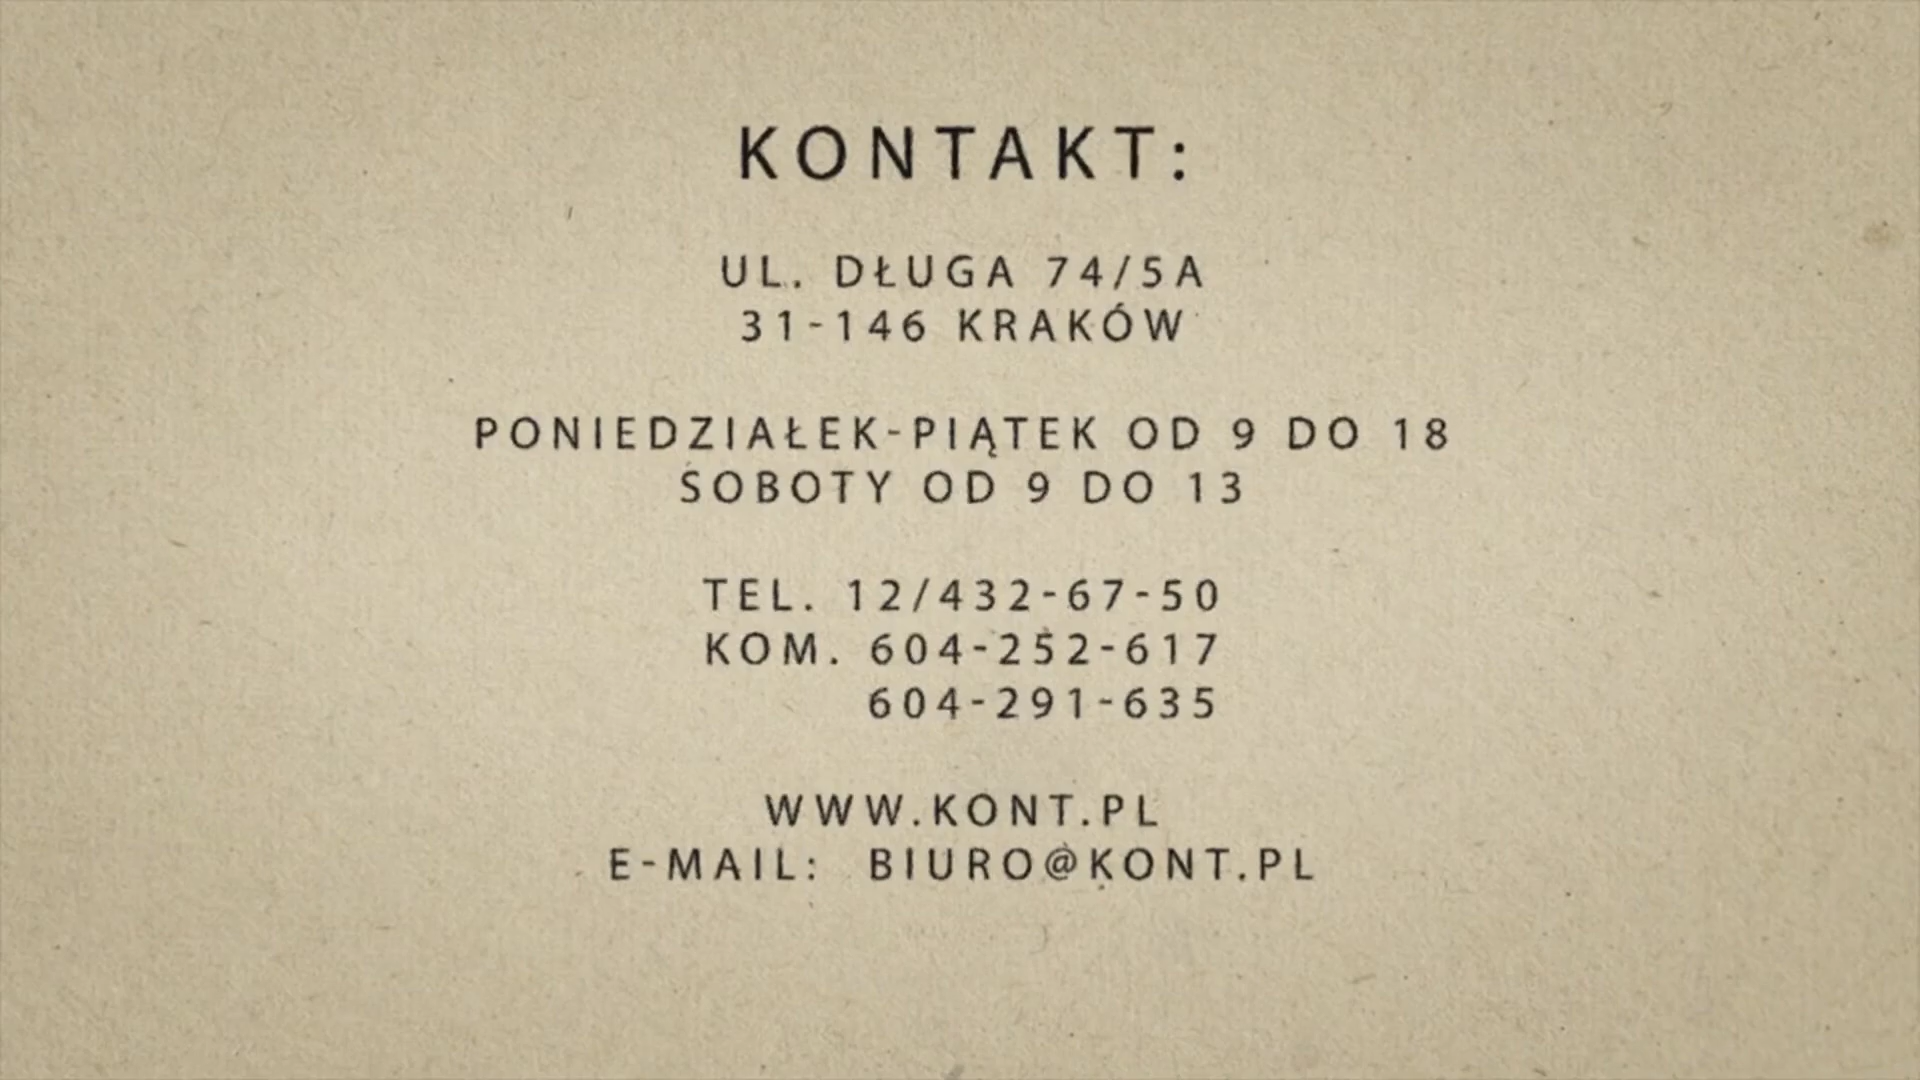 KONTAKT:
UL. DŁUGA 74/5A
31-146 KRAKÓW
PONIEDZIAŁEK-PIĄTEK OD 9 DO 18
SOBOTY OD 9 DO 13
TEL. 12/432-67-50
KOM. 604-252-617
604-291-635
WWW.KONT.PL
E-MAIL: BIURO@KONT.PL